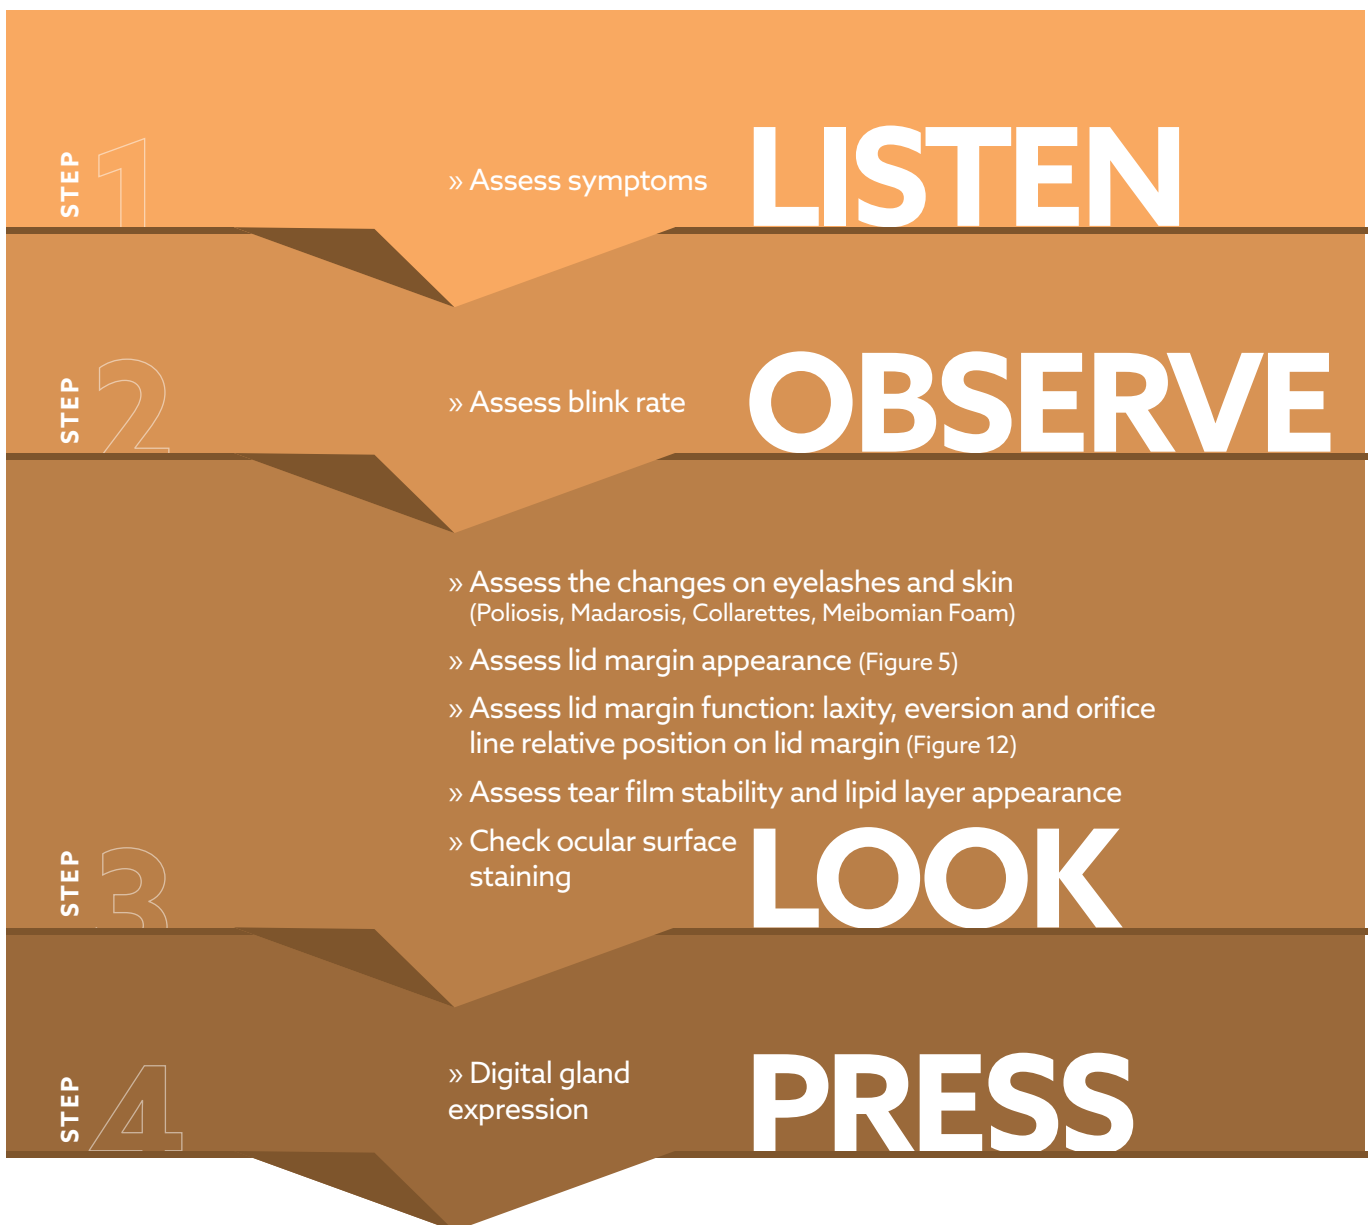 STEP 1
» Assess symptoms
LISTEN
STEP 2
» Assess blink rate
OBSERVE
STEP 3
» Assess the changes on eyelashes and skin
(Poliosis, Madarosis, Collarettes, Meibomian Foam)
» Assess lid margin appearance (Figure 5)
» Assess lid margin function: laxity, eversion and orifice
line relative position on lid margin (Figure 12)
» Assess tear film stability and lipid layer appearance
» Check ocular surface
staining
LOOK
STEP 4
» Digital gland
expression
PRESS